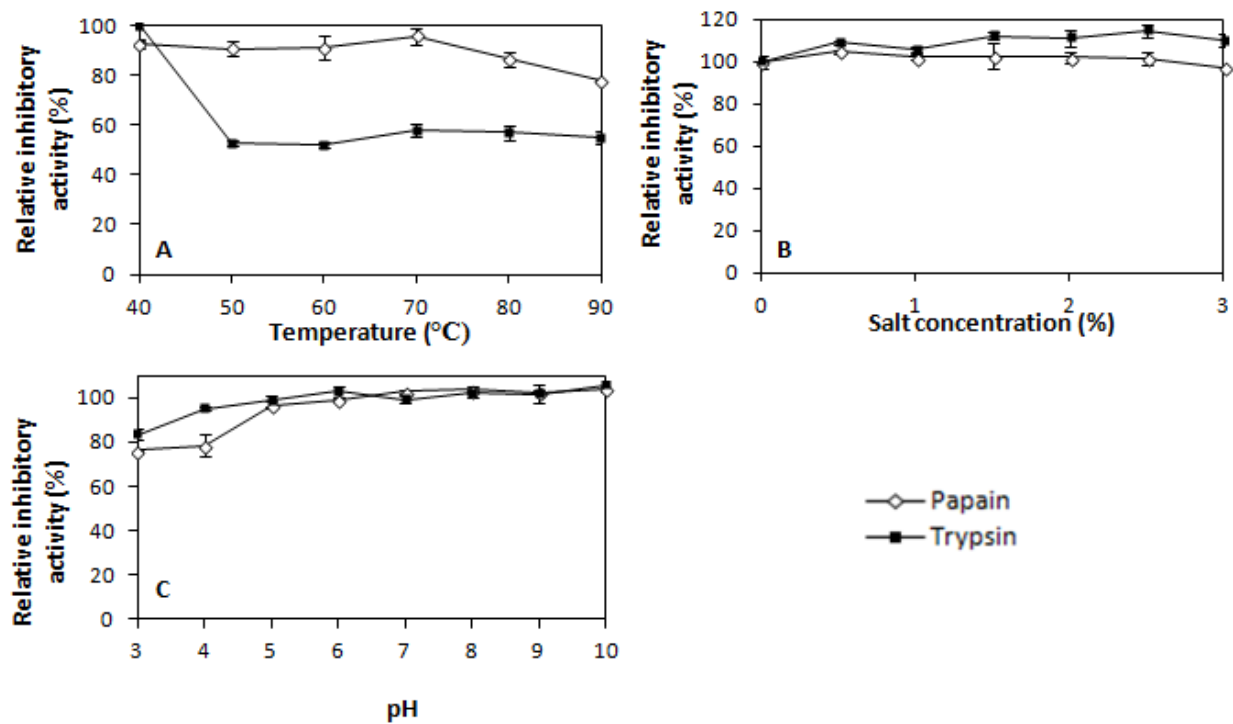 Relative inhibitory
activity (%)
100
80
60
40
20
0
A
40 50 60 70 80 90
Temperature (°C)
Relative inhibitory
activity (%)
120
100
80
60
40
20
0
B
0 1 2 3
Salt concentration (%)
Relative inhibitory
activity (%)
100
80
60
40
20
0
C
3 4 5 6 7 8 9 10
pH
Papain
Trypsin